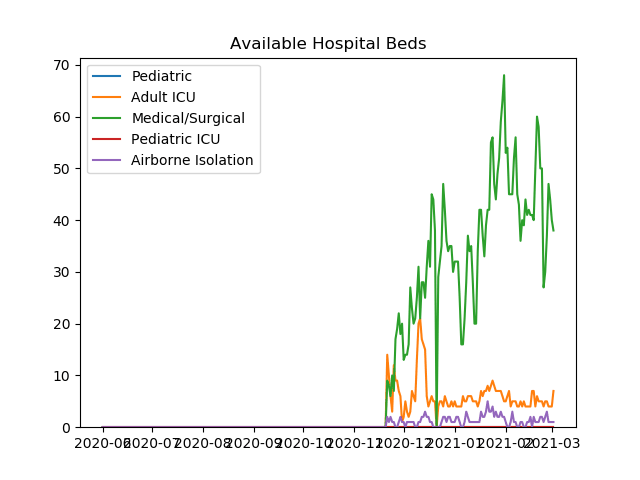 Available Hospital Beds
70
60
50
40
30
20
10
0
Pediatric
Adult ICU
Medical/Surgical
Pediatric ICU
Airborne Isolation
2020-06 2020-07 2020-08 2020-09 2020-10 2020-11 2020-12 2021-01 2021-02 2021-03